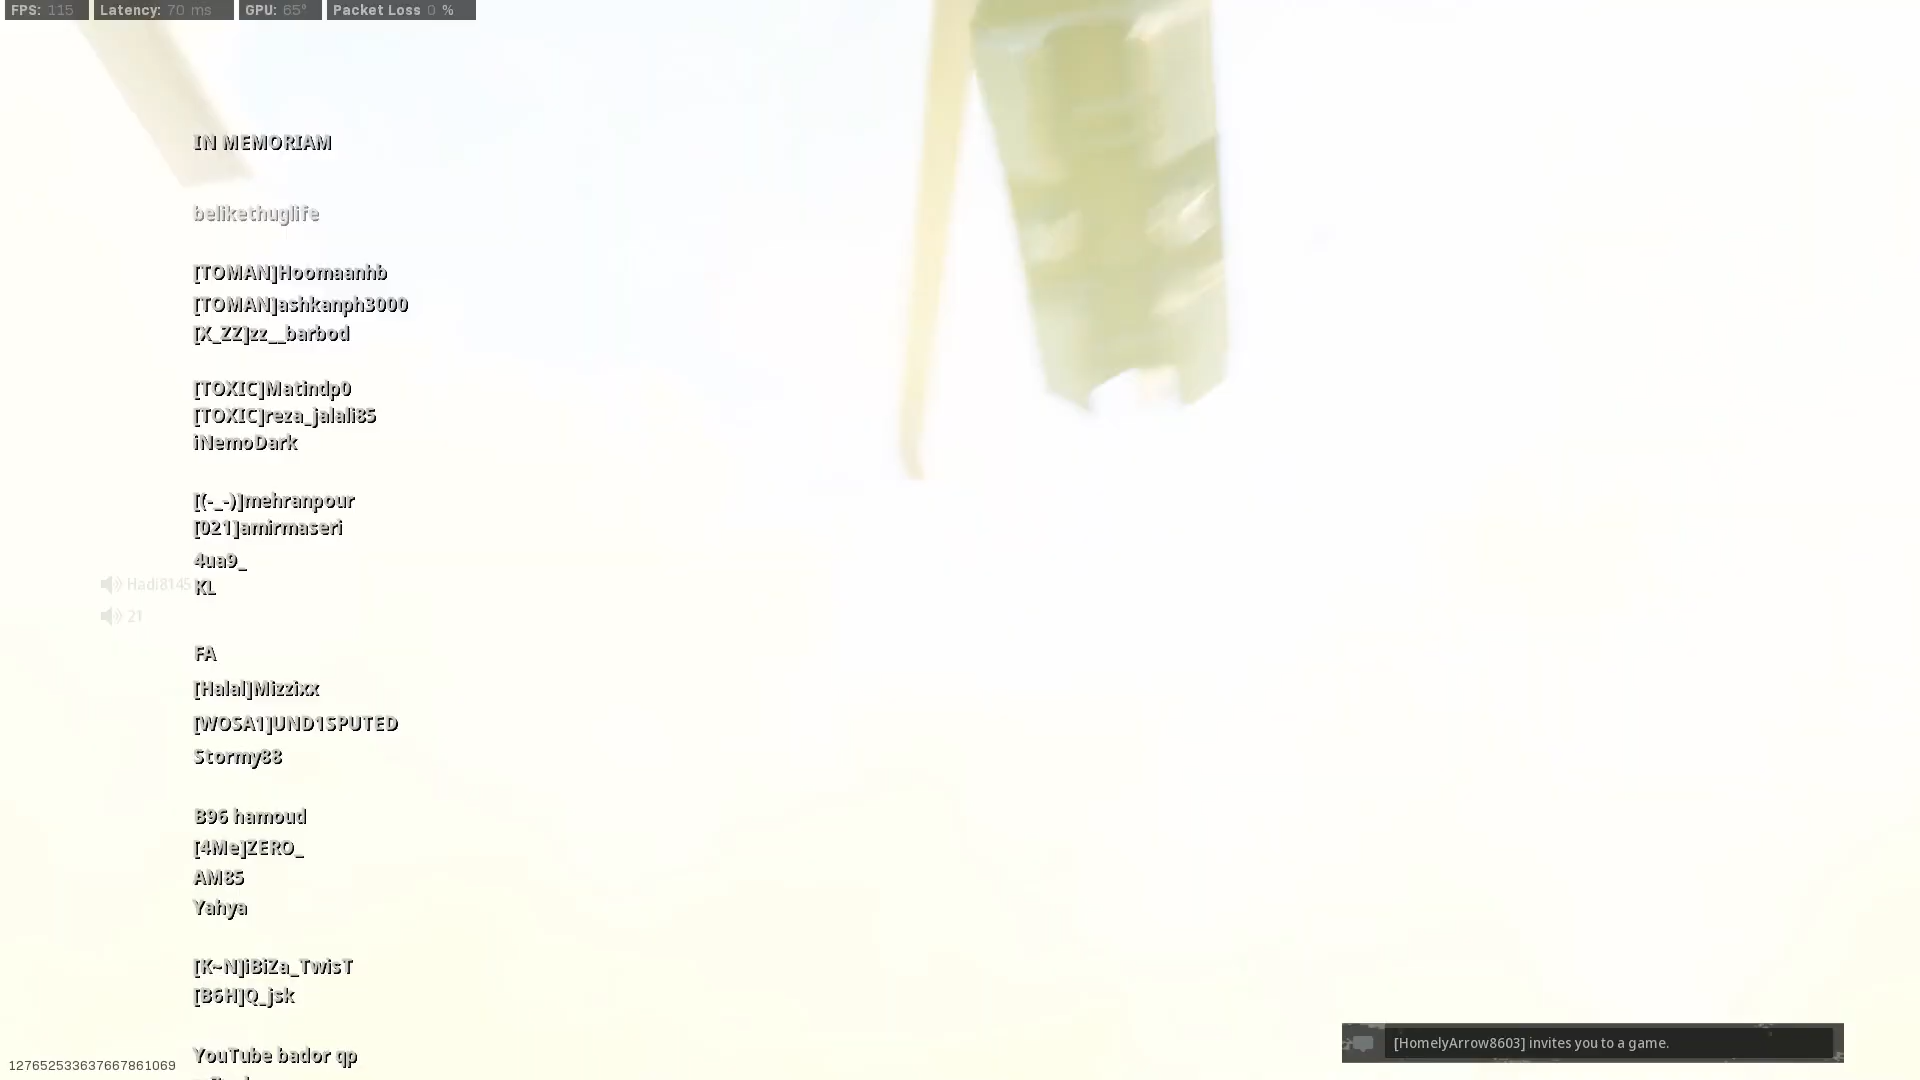 FPS: 115 Latency: 70 ms GPU: 65° Packet Loss 0 %
IN MEMORIAM
belikethuglife
[TOMAN]Hoomaanhb
[TOMAN]ashkanph3000
[X_ZZ]zz__barbod
[TOXIC]Matindp0
[TOXIC]reza_jalali85
iNemoDark
[(-_-)]mehranpour
[021]amirmaseri
4ua9_
Hadi8145
KL
21
FA
[Halal]Mizzixx
[WOSA1]UND1SPUTED
Stormy88
B96 hamoud
[4Me]ZERO_
AM85
Yahya
[K~N]iBiZa_TwisT
[B6H]Q_jsk
YouTube bador qp
[HomelyArrow8603] invites you to a game.
127652533637667861069